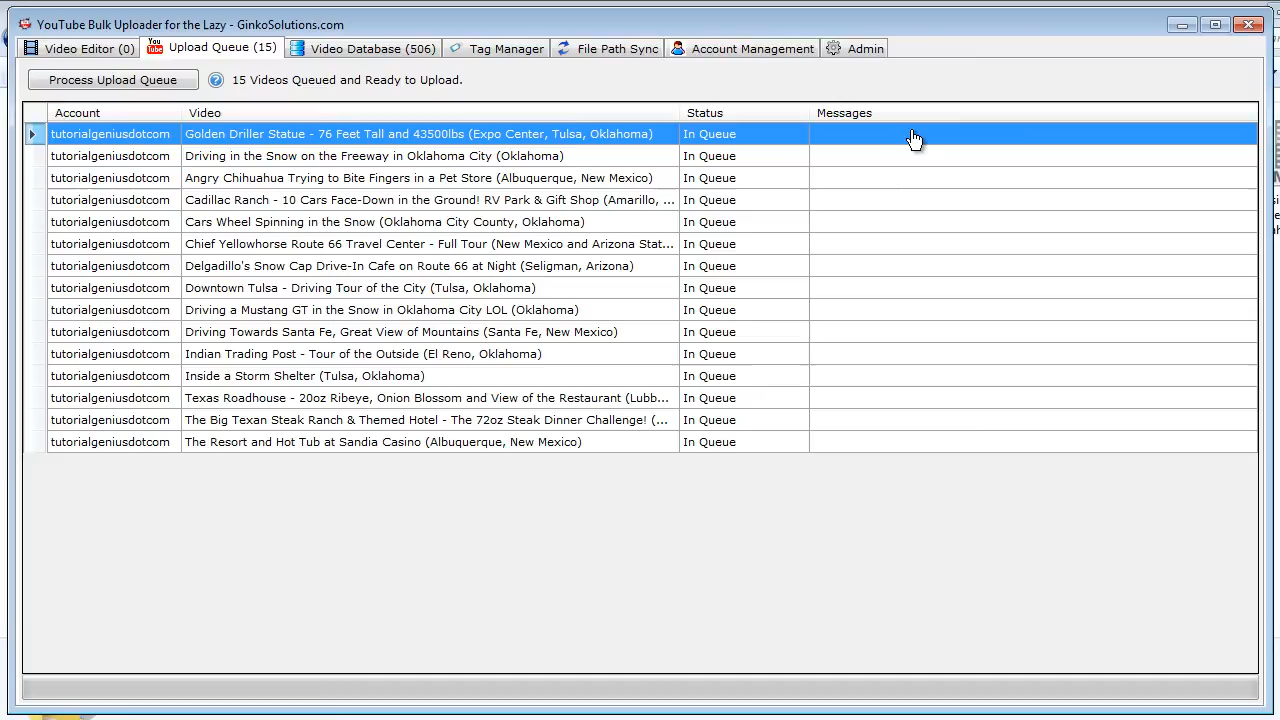 YouTube Bulk Uploader for the Lazy - GinkoSolutions.com
Video Editor (0) Upload Queue (15) Video Database (506) Tag Manager File Path Sync Account Management Admin
Process Upload Queue 15 Videos Queued and Ready to Upload.
Account Video Status Messages
tutorialgeniusdotcom Golden Driller Statue - 76 Feet Tall and 43500lbs (Expo Center, Tulsa, Oklahoma) In Queue
tutorialgeniusdotcom Driving in the Snow on the Freeway in Oklahoma City (Oklahoma) In Queue
tutorialgeniusdotcom Angry Chihuahua Trying to Bite Fingers in a Pet Store (Albuquerque, New Mexico) In Queue
tutorialgeniusdotcom Cadillac Ranch - 10 Cars Face-Down in the Ground! RV Park & Gift Shop (Amarillo, ... In Queue
tutorialgeniusdotcom Cars Wheel Spinning in the Snow (Oklahoma City County, Oklahoma) In Queue
tutorialgeniusdotcom Chief Yellowhorse Route 66 Travel Center - Full Tour (New Mexico and Arizona Stat... In Queue
tutorialgeniusdotcom Delgadillo's Snow Cap Drive-In Cafe on Route 66 at Night (Seligman, Arizona) In Queue
tutorialgeniusdotcom Downtown Tulsa - Driving Tour of the City (Tulsa, Oklahoma) In Queue
tutorialgeniusdotcom Driving a Mustang GT in the Snow in Oklahoma City LOL (Oklahoma) In Queue
tutorialgeniusdotcom Driving Towards Santa Fe, Great View of Mountains (Santa Fe, New Mexico) In Queue
tutorialgeniusdotcom Indian Trading Post - Tour of the Outside (El Reno, Oklahoma) In Queue
tutorialgeniusdotcom Inside a Storm Shelter (Tulsa, Oklahoma) In Queue
tutorialgeniusdotcom Texas Roadhouse - 20oz Ribeye, Onion Blossom and View of the Restaurant (Lubb... In Queue
tutorialgeniusdotcom The Big Texan Steak Ranch & Themed Hotel - The 72oz Steak Dinner Challenge! (... In Queue
tutorialgeniusdotcom The Resort and Hot Tub at Sandia Casino (Albuquerque, New Mexico) In Queue